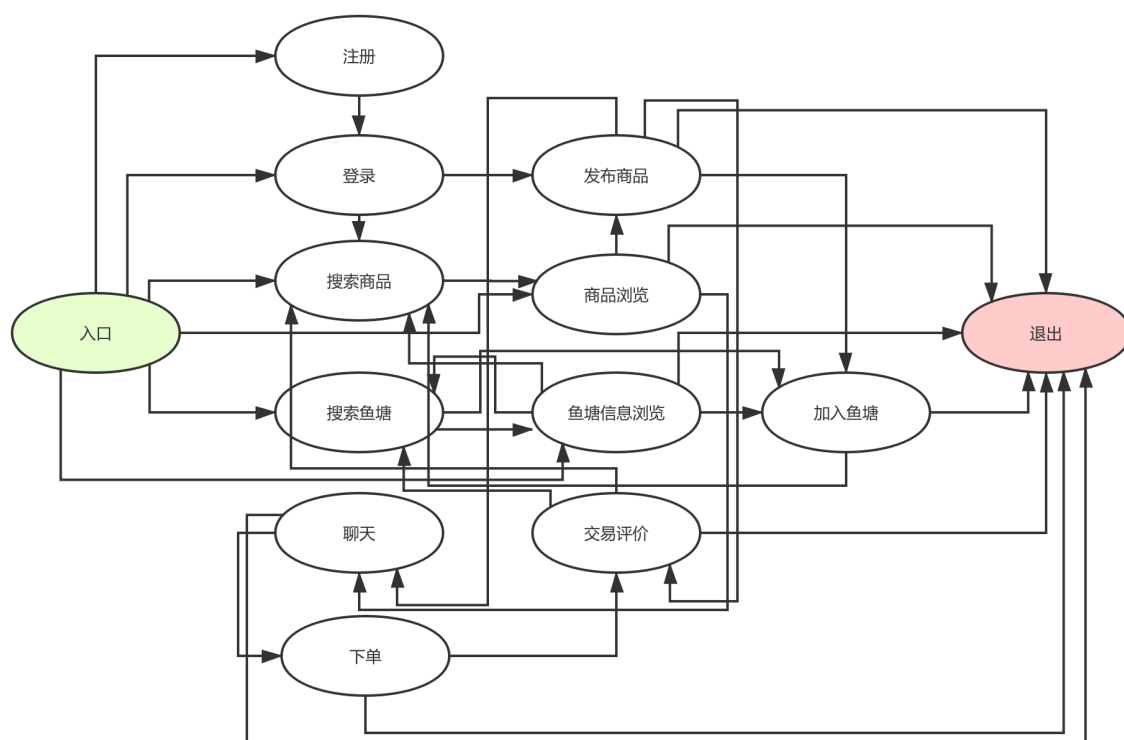 注册
登录
发布商品
搜索商品
商品浏览
入口
退出
搜索鱼塘
鱼塘信息浏览
加入鱼塘
聊天
交易评价
下单